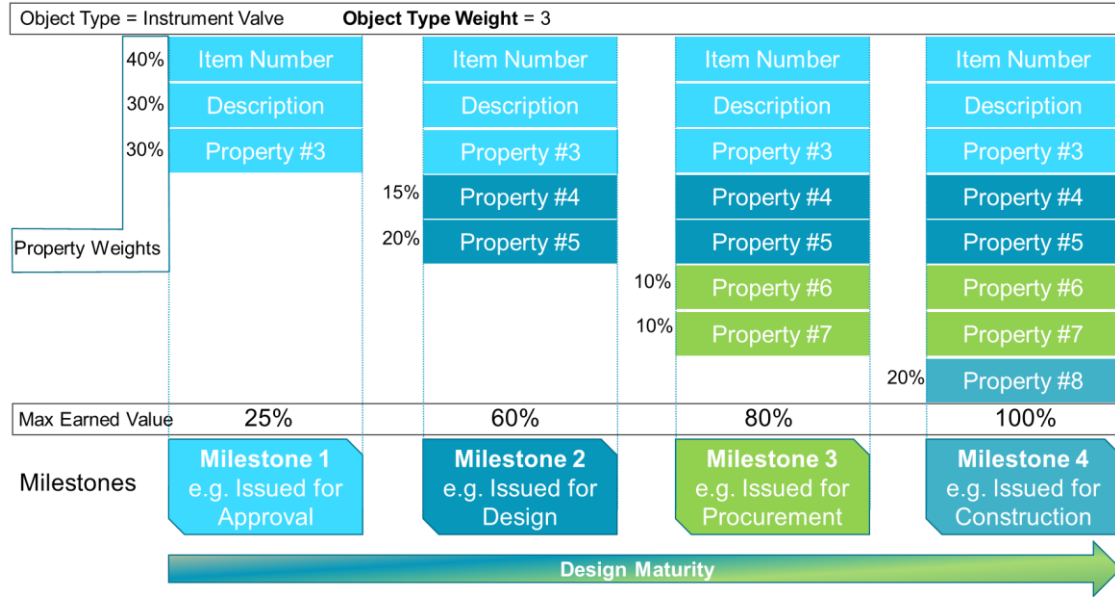 Object Type = Instrument Valve Object Type Weight = 3
40% Item Number Item Number Item Number Item Number
30% Description Description Description Description
30% Property #3 Property #3 Property #3 Property #3
15% Property #4 Property #4 Property #4
Property Weights 20% Property #5 Property #5 Property #5
10% Property #6 Property #6
10% Property #7 Property #7
20% Property #8
Max Earned Value 25% 60% 80% 100%
Milestones
Milestone 1
e.g. Issued for
Approval
Milestone 2
e.g. Issued for
Design
Milestone 3
e.g. Issued for
Procurement
Milestone 4
e.g. Issued for
Construction
Design Maturity